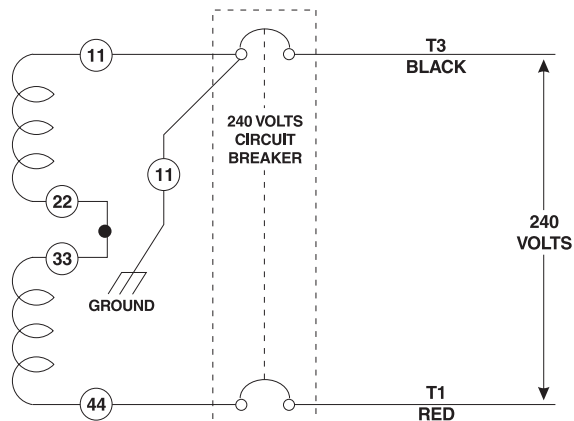 11
T3
BLACK
240 VOLTS
CIRCUIT
BREAKER
11
22
240
VOLTS
33
GROUND
T1
44
RED